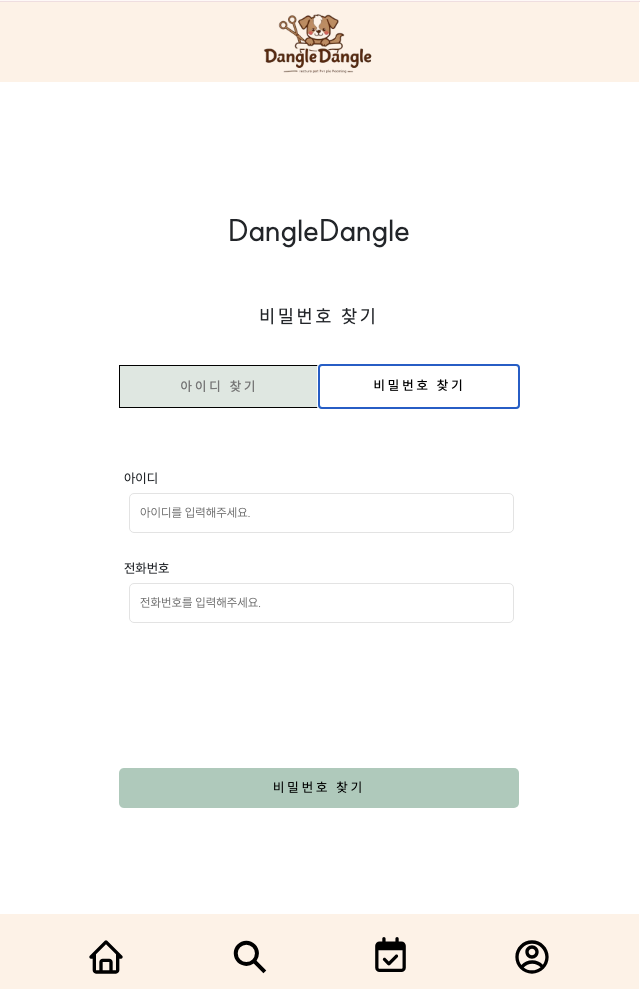 DangleDangle
DangleDangle
비밀번호 찾기
아이디 찾기
비밀번호 찾기
아이디
아이디를 입력해주세요.
전화번호
전화번호를 입력해주세요.
비밀번호 찾기